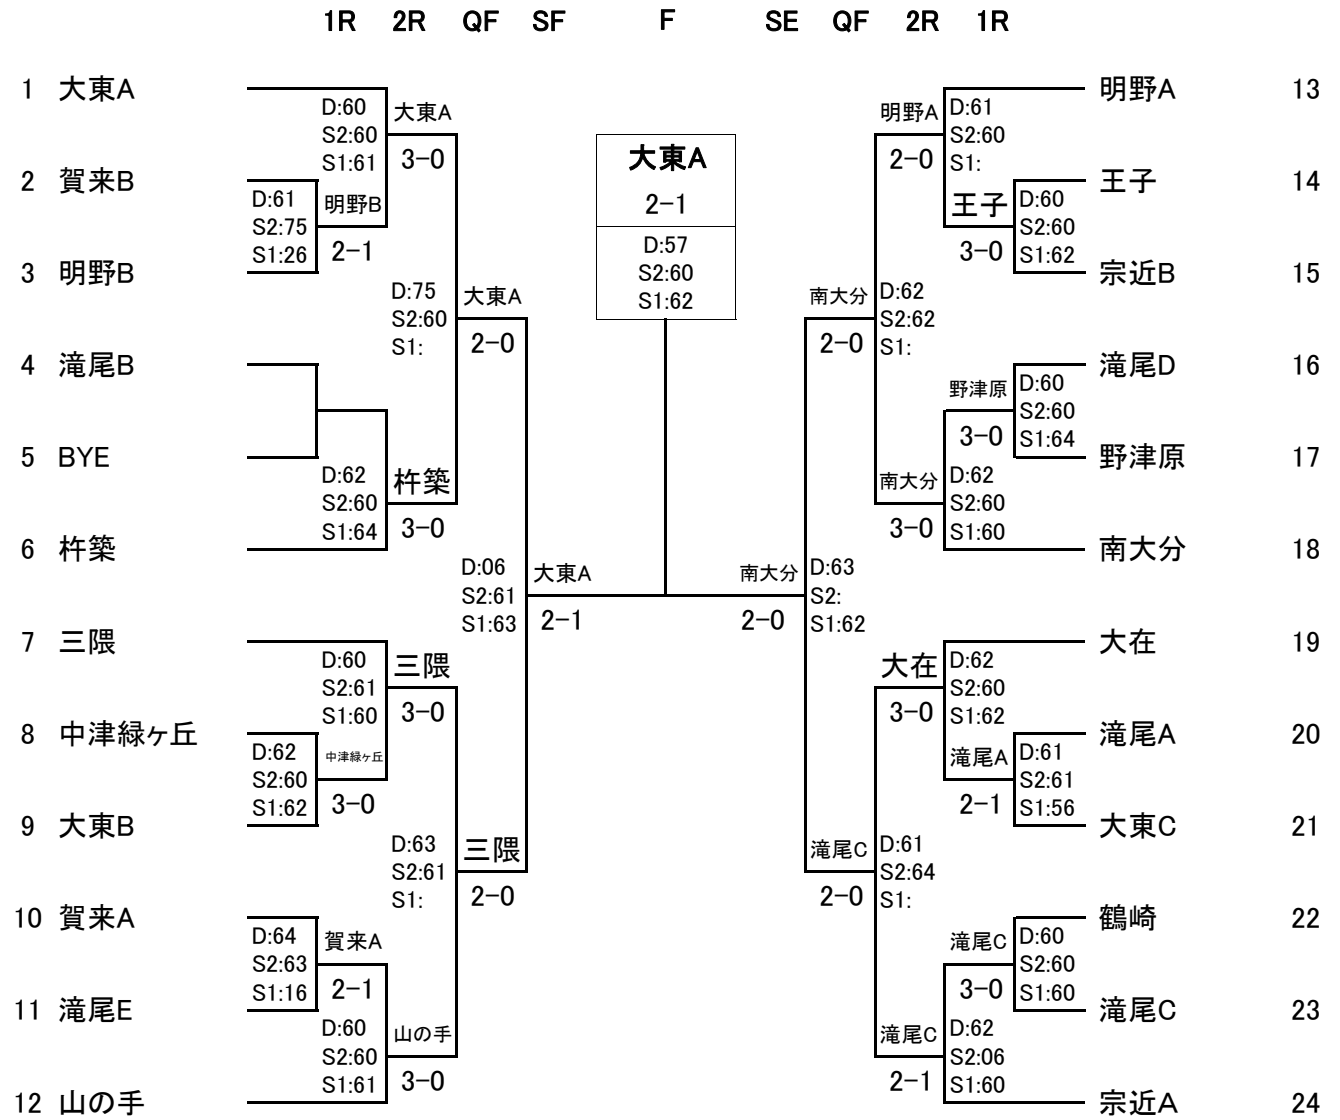 1R 2R QF SF F SE QF 2R 1R
1 大東A
明野A 13
D:60 大東A
S2:60
S1:61 3-0
明野A D:61
S2:60
2-0 S1:
大東A
2-1
D:57
S2:60
S1:62
2 賀来B
王子 14
D:61 明野B
S2:75
S1:26 2-1
王子 D:60
S2:60
3-0 S1:62
3 明野B
宗近B 15
D:75 大東A
S2:60
S1: 2-0
南大分 D:62
S2:62
2-0 S1:
4 滝尾B
滝尾D 16
野津原 D:60
S2:60
3-0 S1:64
5 BYE
野津原 17
D:62 杵築
S2:60
S1:64 3-0
南大分 D:62
S2:60
3-0 S1:60
6 杵築
南大分 18
D:06 大東A
S2:61
S1:63 2-1
南大分 D:63
S2:
2-0 S1:62
7 三隈
大在 19
D:60 三隈
S2:61
S1:60 3-0
大在 D:62
S2:60
3-0 S1:62
8 中津緑ヶ丘
滝尾A 20
D:62 中津緑ヶ丘
S2:60
S1:62 3-0
滝尾A D:61
S2:61
2-1 S1:56
9 大東B
大東C 21
D:63 三隈
S2:61
S1: 2-0
滝尾C D:61
S2:64
2-0 S1:
10 賀来A
鶴崎 22
D:64 賀来A
S2:63
S1:16 2-1
滝尾C D:60
S2:60
3-0 S1:60
11 滝尾E
滝尾C 23
D:60 山の手
S2:60
S1:61 3-0
滝尾C D:62
S2:06
2-1 S1:60
12 山の手
宗近A 24